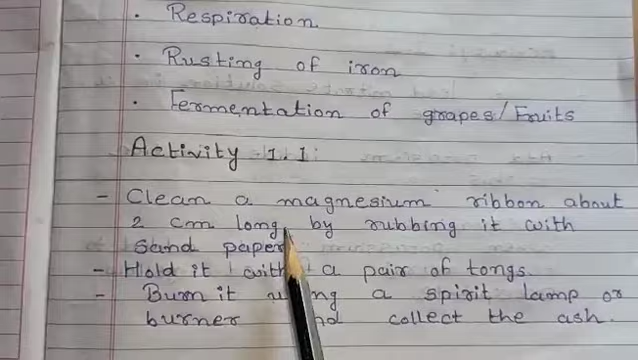 • Respiration
• Rusting of iron
• Fermentation of grapes/Fruits
Activity 1.1
- Clean a magnesium ribbon about
2 cm long by rubbing it with
Sand paper
- Hold it with a pair of tongs.
- Burn it a spirit lamp or
burner collect the ash.